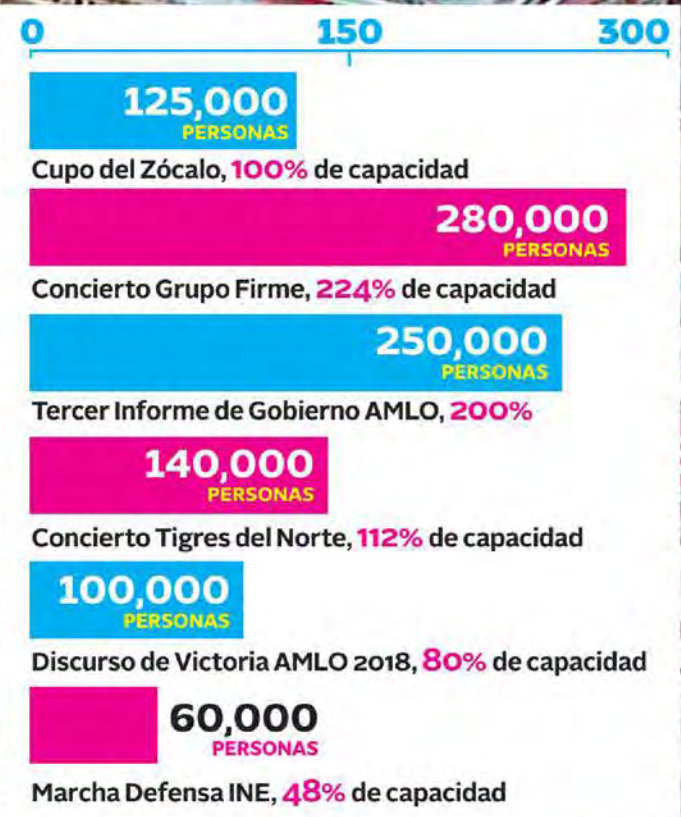 0 150 300
125,000
PERSONAS
Cupo del Zócalo, 100% de capacidad
280,000
PERSONAS
Concierto Grupo Firme, 224% de capacidad
250,000
PERSONAS
Tercer Informe de Gobierno AMLO, 200%
140,000
PERSONAS
Concierto Tigres del Norte, 112% de capacidad
100,000
PERSONAS
Discurso de Victoria AMLO 2018, 80% de capacidad
60,000
PERSONAS
Marcha Defensa INE, 48% de capacidad